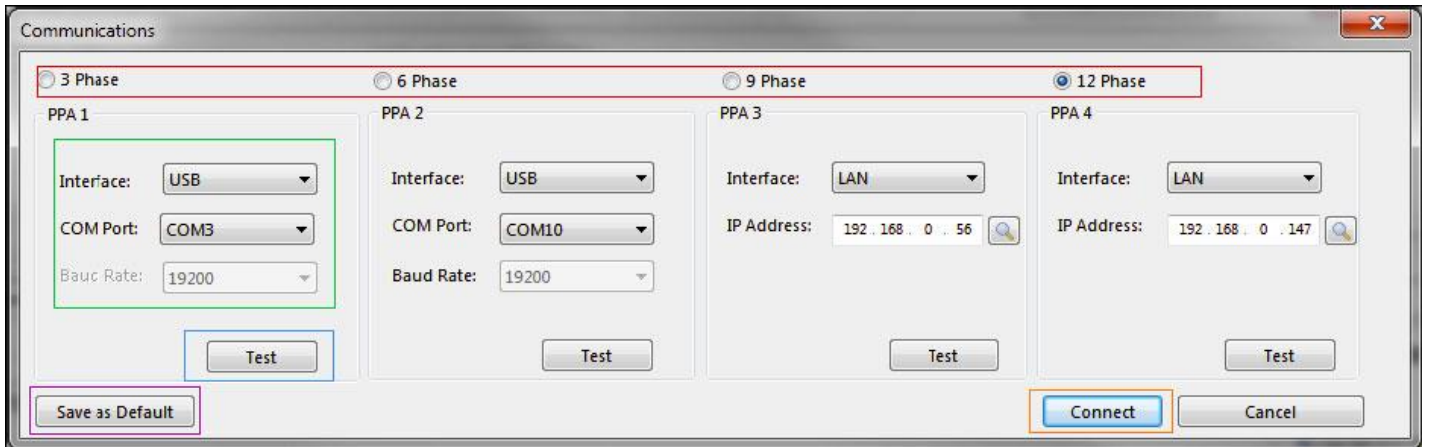 Communications
3 Phase 6 Phase 9 Phase 12 Phase
PPA 1 PPA 2 PPA 3 PPA 4
Interface: USB Interface: USB Interface: LAN Interface: LAN
COM Port: COM3 COM Port: COM10 IP Address: 192 . 168 . 0 . 56 IP Address: 192 . 168 . 0 . 147
Bauc Rate: 19200 Baud Rate: 19200
Test Test Test Test
Save as Default Connect Cancel